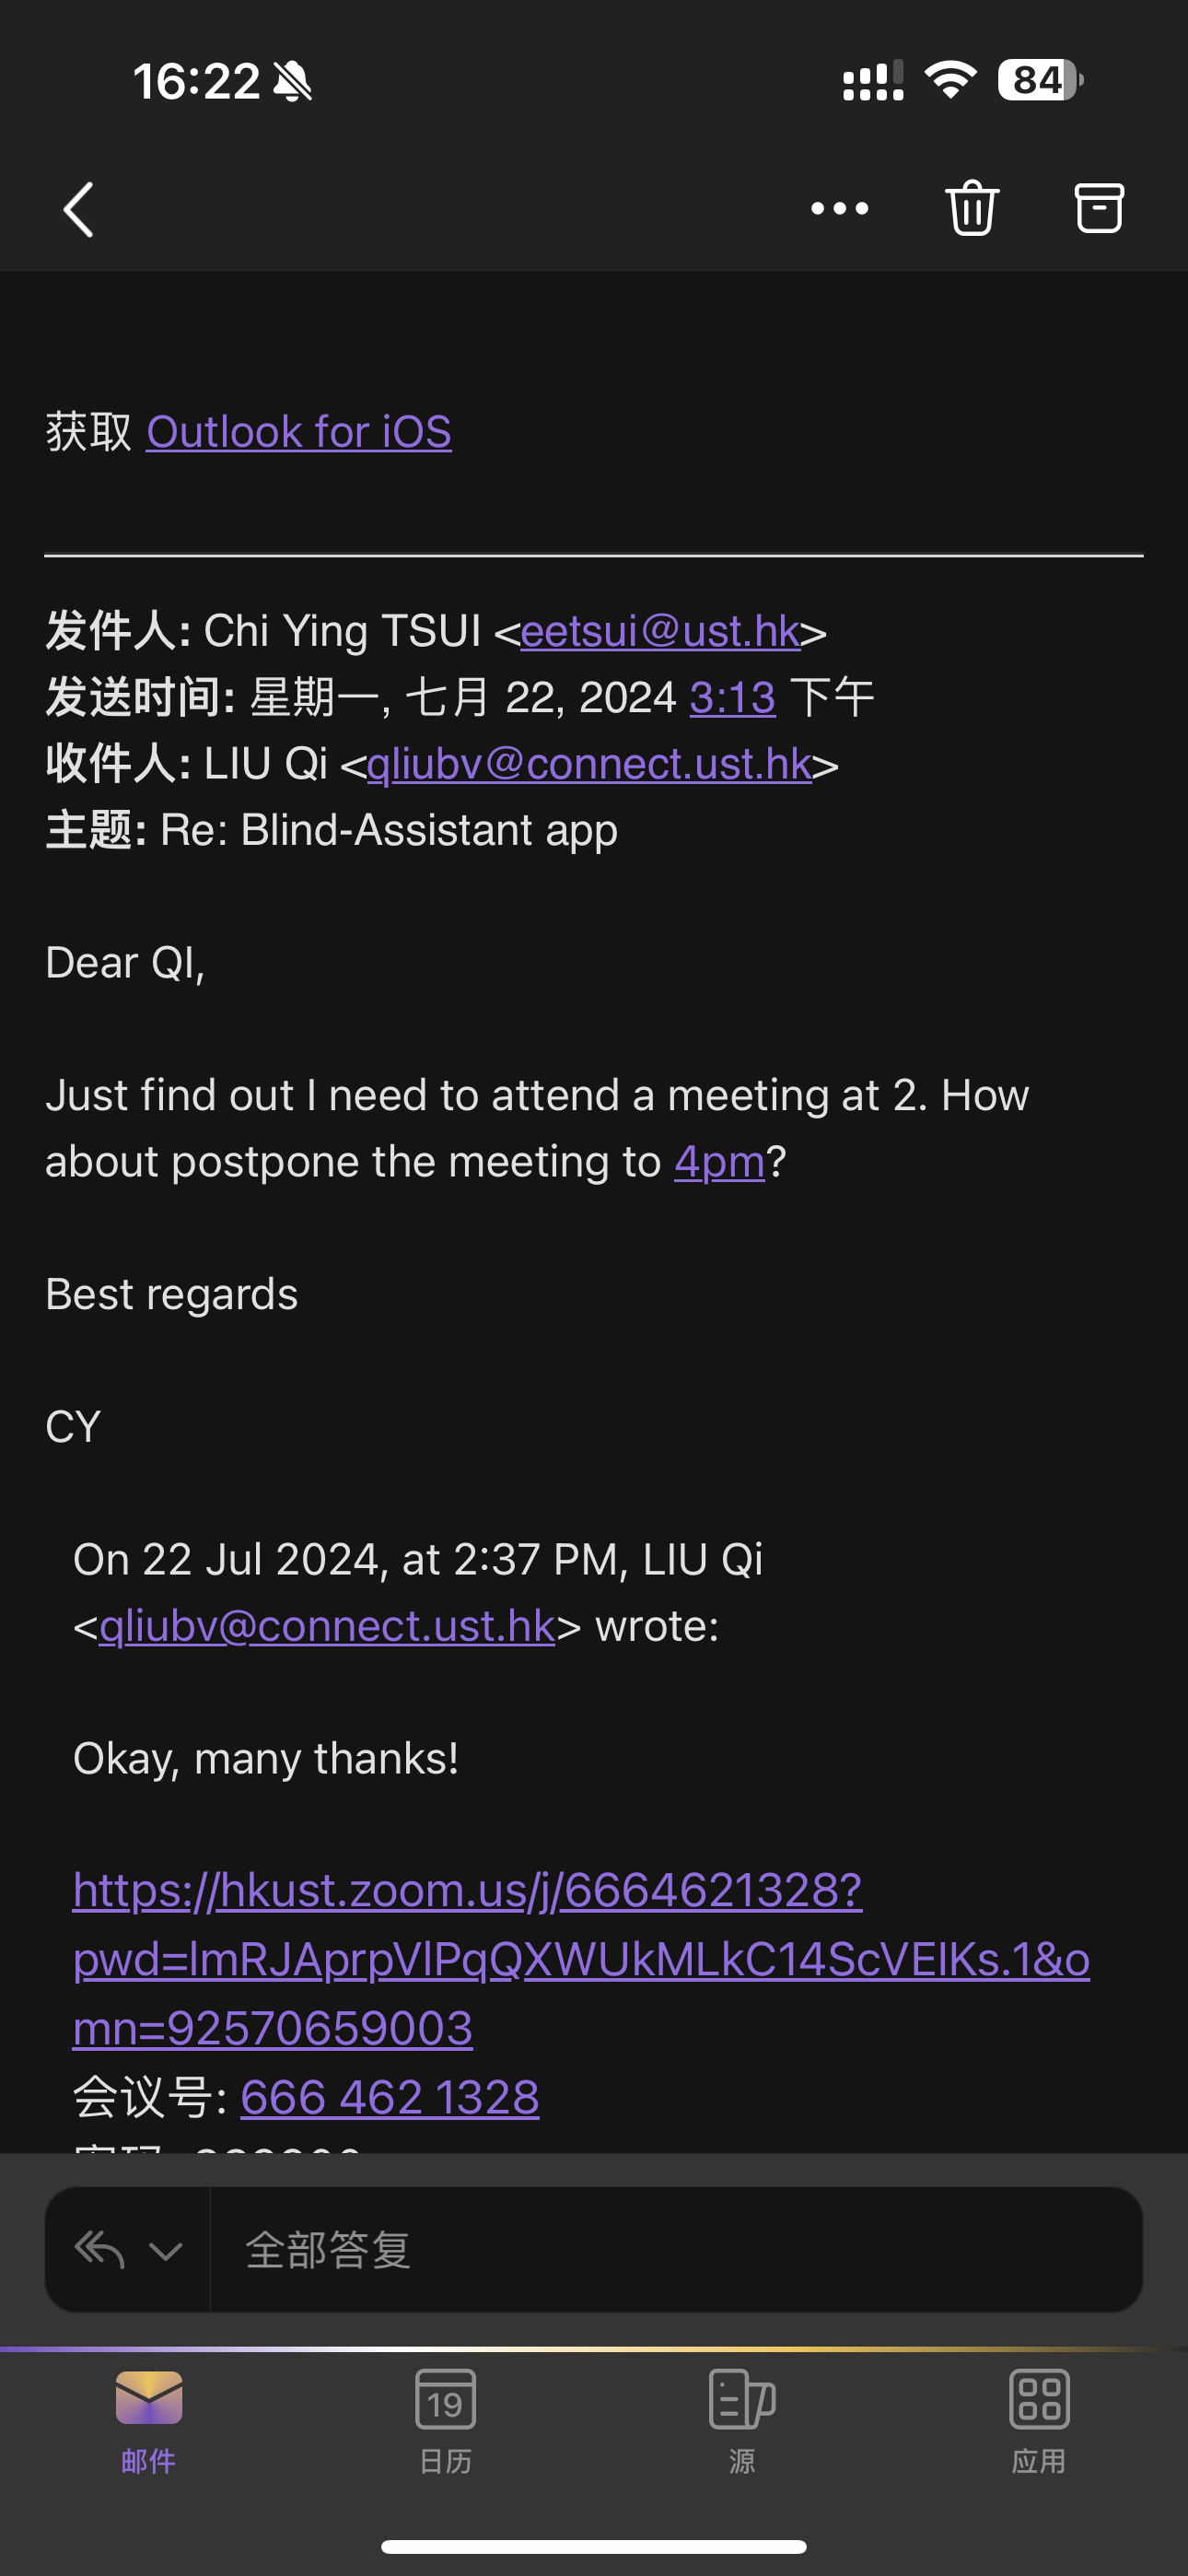 16:22
84
获取 Outlook for iOS
发件人: Chi Ying TSUI <eetsui@ust.hk>
发送时间: 星期一, 七月 22, 2024 3:13 下午
收件人: LIU Qi <qliubv@connect.ust.hk>
主题: Re: Blind-Assistant app
Dear QI,
Just find out I need to attend a meeting at 2. How
about postpone the meeting to 4pm?
Best regards
CY
On 22 Jul 2024, at 2:37 PM, LIU Qi
<qliubv@connect.ust.hk> wrote:
Okay, many thanks!
https://hkust.zoom.us/j/6664621328?
pwd=lmRJAprpVlPqQXWUkMLkC14ScVEIKs.1&o
mn=92570659003
会议号: 666 462 1328
全部答复
19
邮件 日历 源 应用